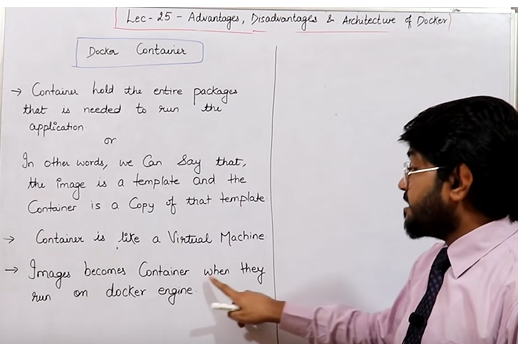 Lec-25 - Advantages, Disadvantages & Architecture of Docker
Docker Container
→ Container hold the entire packages
that is needed to run the
application
or
In other words, we Can Say that,
the image is a template and the
Container is a Copy of that template
→ Container is like a Virtual Machine
→ Images becomes Container when they
run on docker engine